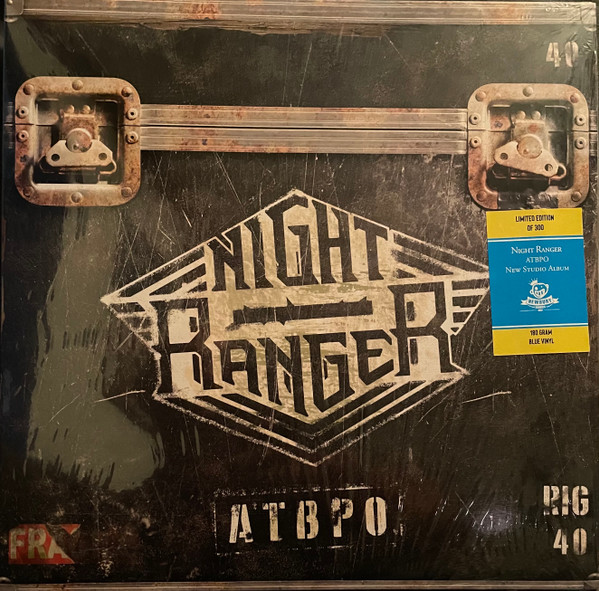 40
NIGHT
RANGER
LIMITED EDITION
OF 300
NIGHT RANGER
ATBPO
NEW STUDIO ALBUM
180 GRAM
BLUE VINYL
ATBPO
RIG
40
FRA